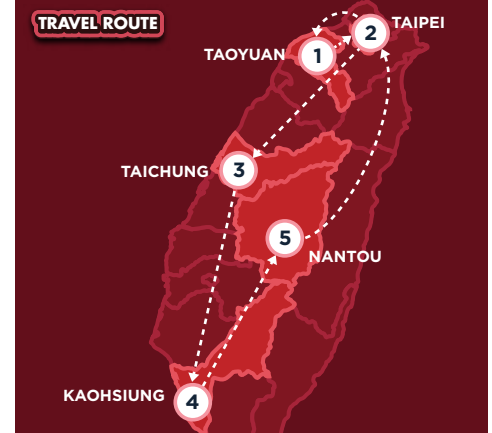 TRAVEL ROUTE
2
TAIPEI
TAOYUAN
1
TAICHUNG
3
5
NANTOU
KAOHSIUNG
4